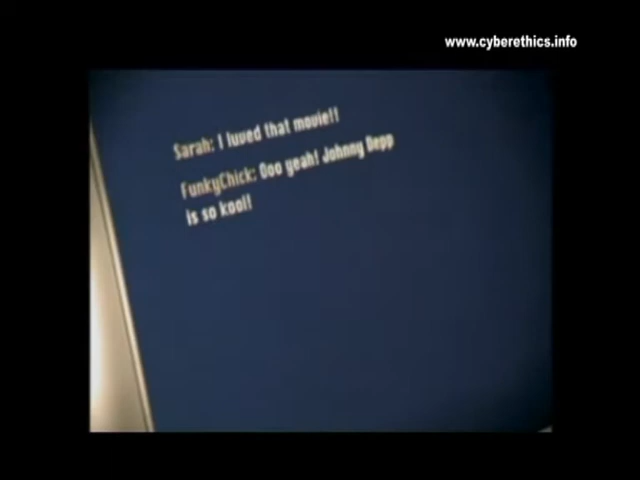 www.cyberethics.info
Sarah: I luved that movie!!
FunkyChick: Ooo yeah! Johnny Depp
is so kool!